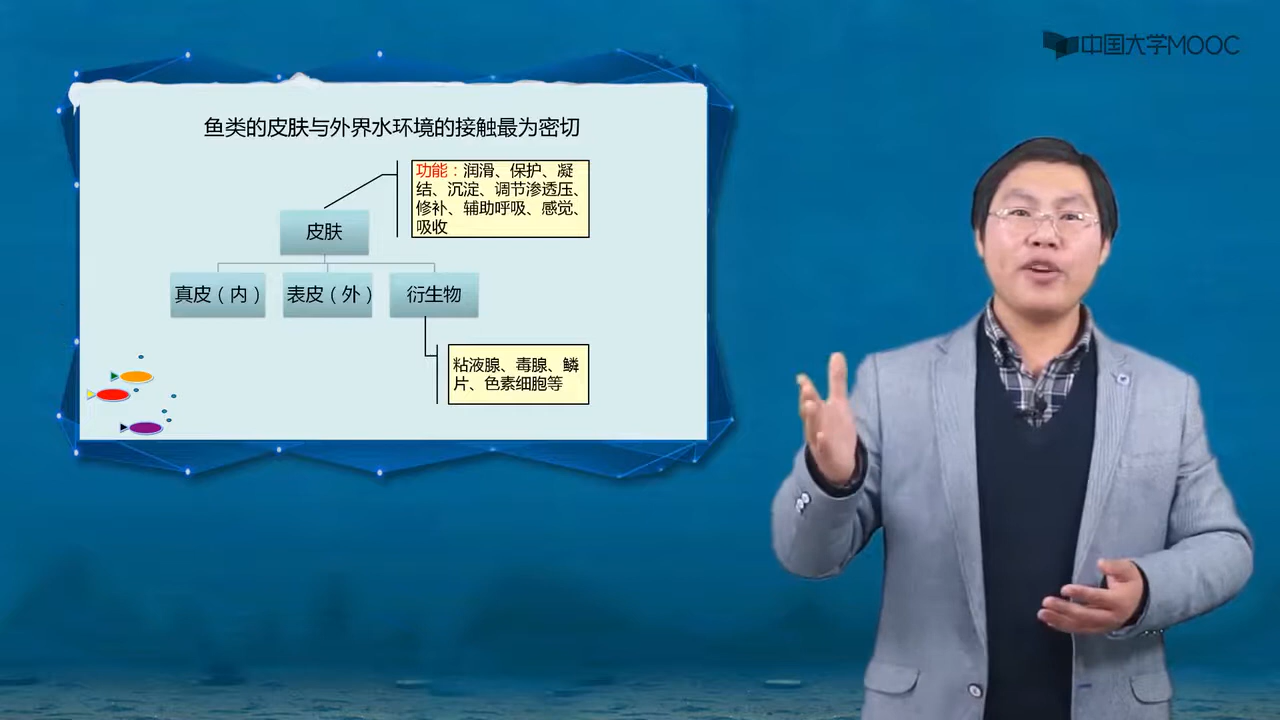 中国大学MOOC
鱼类的皮肤与外界水环境的接触最为密切
功能：润滑、保护、凝
结、沉淀、调节渗透压、
修补、辅助呼吸、感觉、
吸收
皮肤
真皮（内）
表皮（外）
衍生物
粘液腺、毒腺、鳞
片、色素细胞等